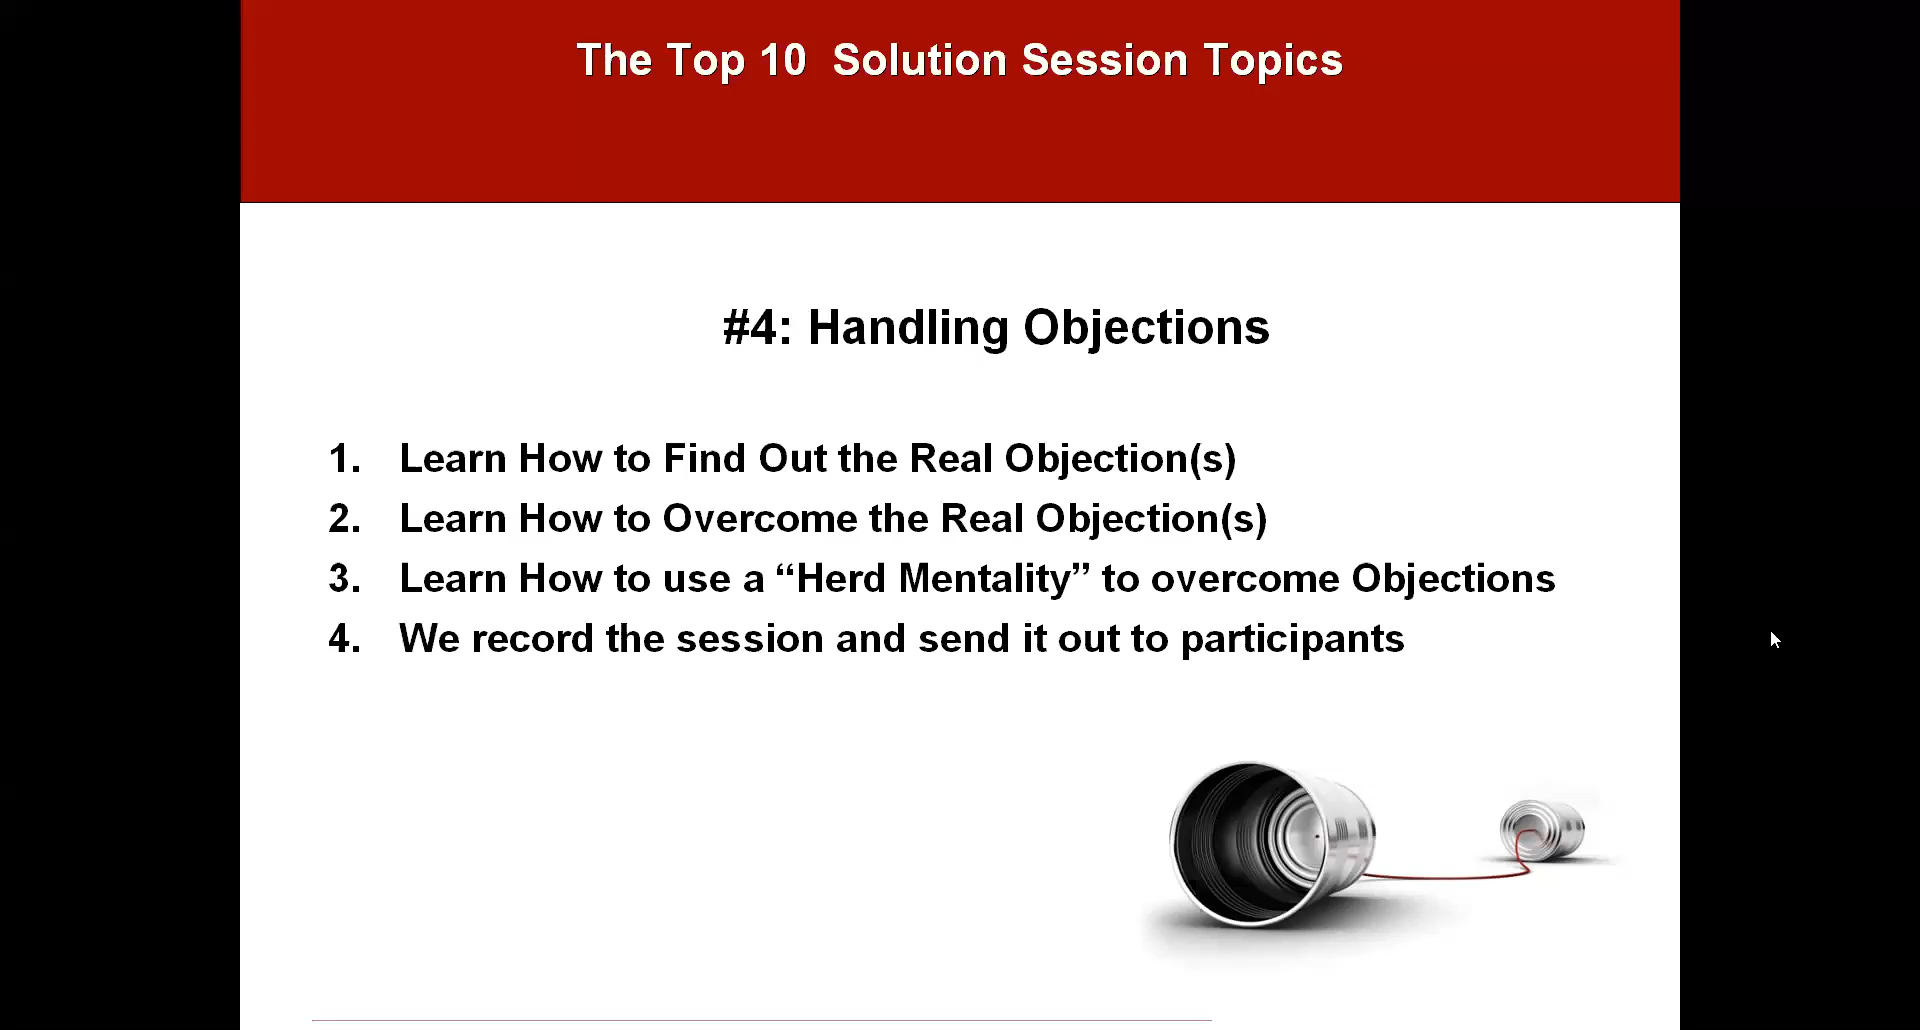 The Top 10  Solution Session Topics
#4: Handling Objections
1. Learn How to Find Out the Real Objection(s)
2. Learn How to Overcome the Real Objection(s)
3. Learn How to use a “Herd Mentality” to overcome Objections
4. We record the session and send it out to participants